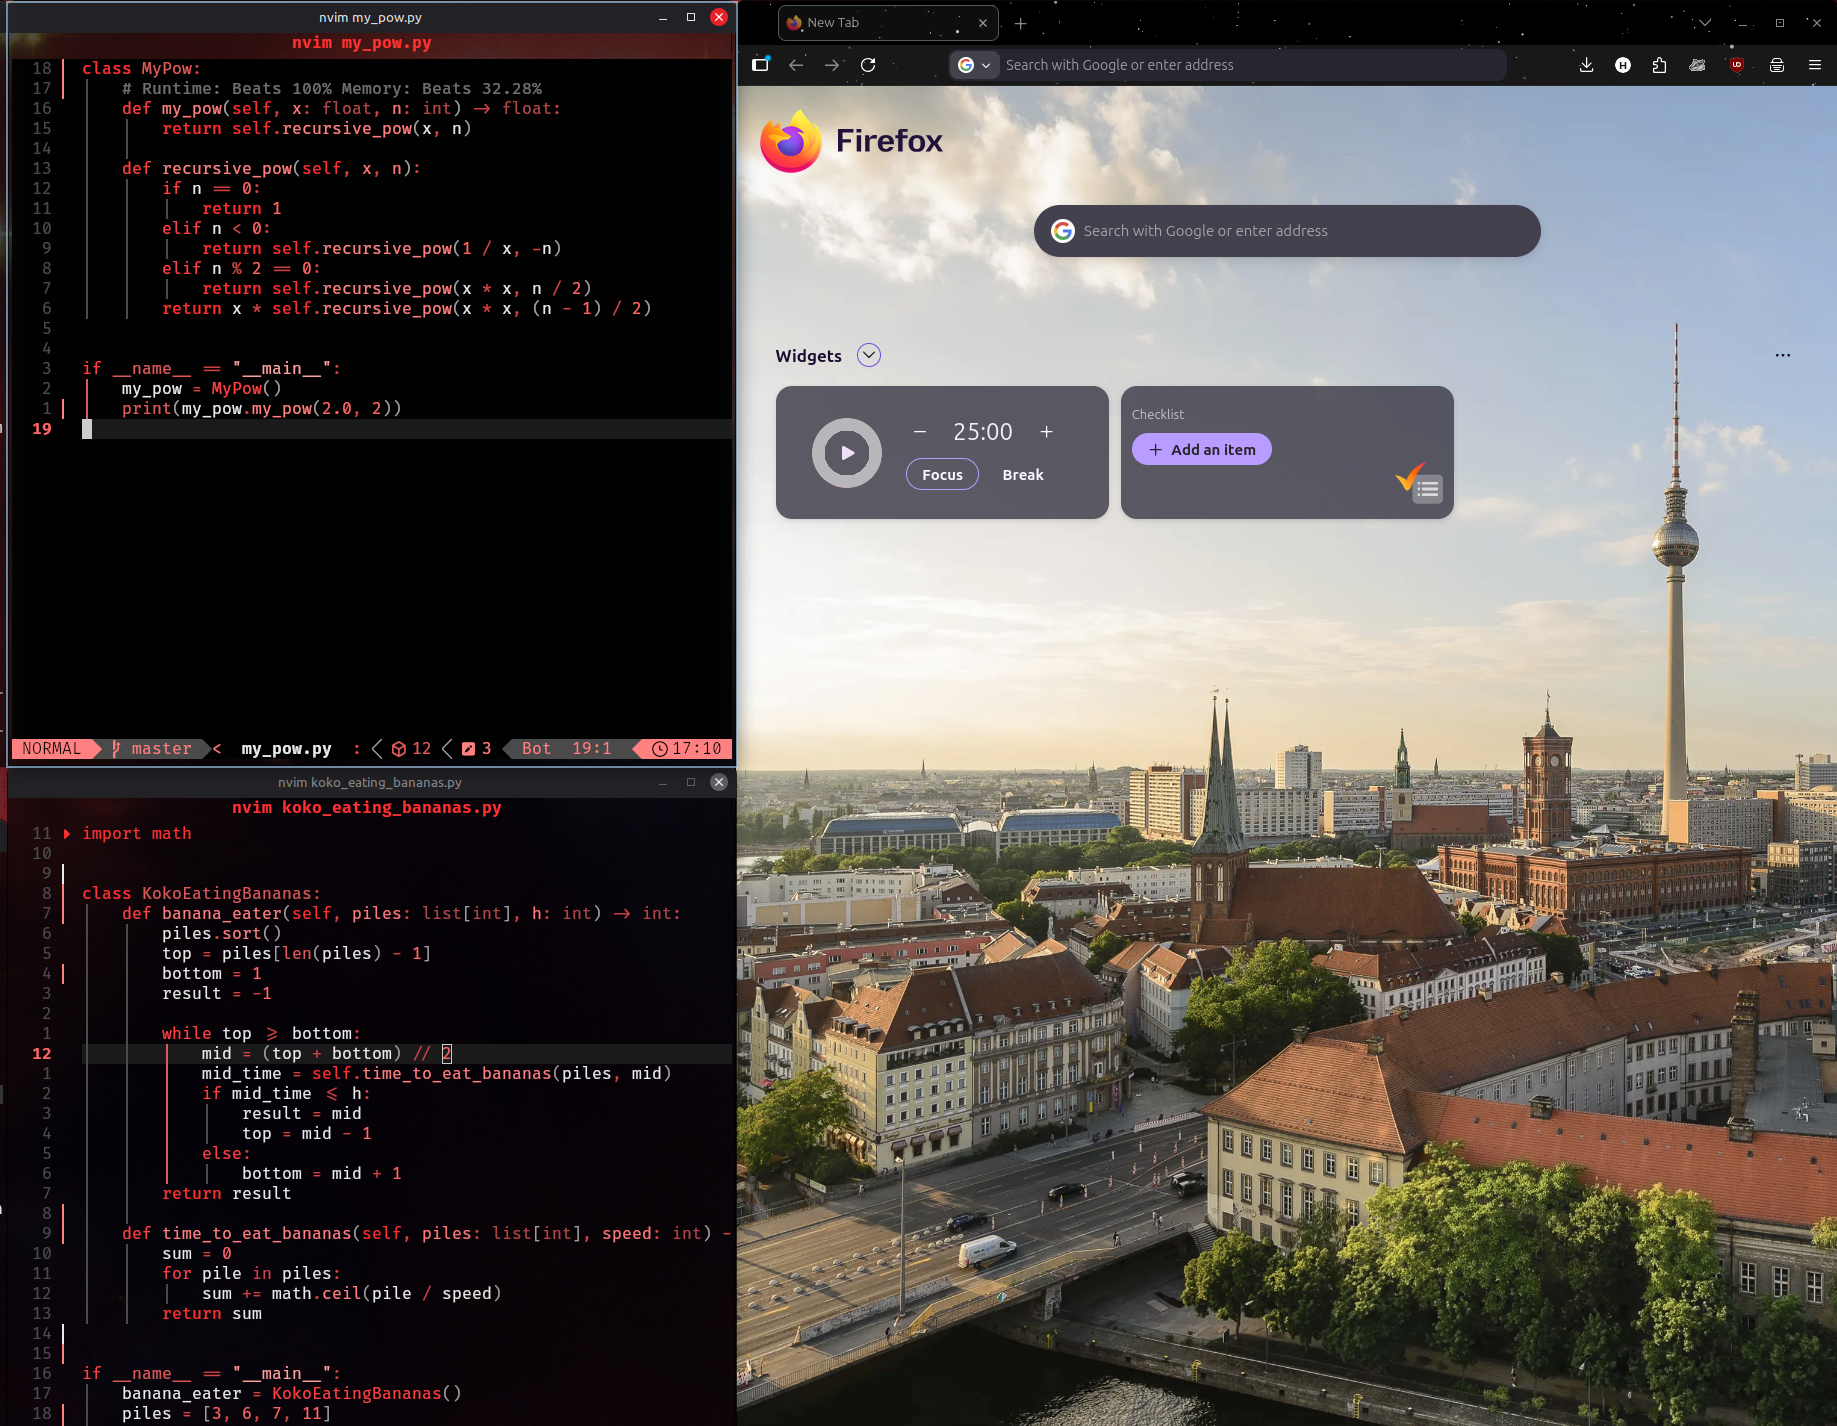 nvim my_pow.py
nvim my_pow.py
18 class MyPow:
17 # Runtime: Beats 100% Memory: Beats 32.28%
16 def my_pow(self, x: float, n: int) -> float:
15 return self.recursive_pow(x, n)
14
13 def recursive_pow(self, x, n):
12 if n == 0:
11 return 1
10 elif n < 0:
9 return self.recursive_pow(1 / x, -n)
8 elif n % 2 == 0:
7 return self.recursive_pow(x * x, n / 2)
6 return x * self.recursive_pow(x * x, (n - 1) / 2)
5
4
3 if __name__ == "__main__":
2 my_pow = MyPow()
1 print(my_pow.my_pow(2.0, 2))
19
NORMAL master < my_pow.py : 12 3 Bot 19:1 17:10
nvim koko_eating_bananas.py
nvim koko_eating_bananas.py
11 import math
10
9
8 class KokoEatingBananas:
7 def banana_eater(self, piles: list[int], h: int) -> int:
6 piles.sort()
5 top = piles[len(piles) - 1]
4 bottom = 1
3 result = -1
2
1 while top >= bottom:
12 mid = (top + bottom) // 2
1 mid_time = self.time_to_eat_bananas(piles, mid)
2 if mid_time <= h:
3 result = mid
4 top = mid - 1
5 else:
6 bottom = mid + 1
7 return result
8
9 def time_to_eat_bananas(self, piles: list[int], speed: int) -
10 sum = 0
11 for pile in piles:
12 sum += math.ceil(pile / speed)
13 return sum
14
15
16 if __name__ == "__main__":
17 banana_eater = KokoEatingBananas()
18 piles = [3, 6, 7, 11]
New Tab
Search with Google or enter address
Firefox
Search with Google or enter address
Widgets
25:00
Focus Break
Checklist
+ Add an item